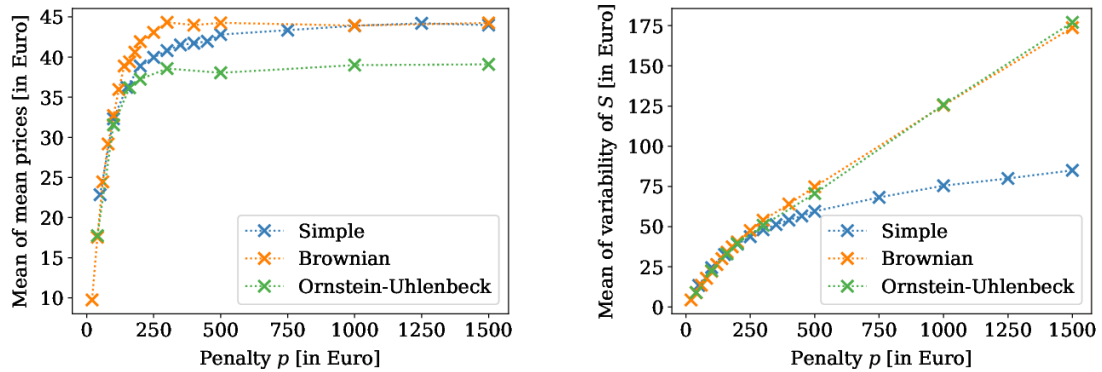 Mean of mean prices [in Euro]
45
40
35
30
25
20
15
10
0 250 500 750 1000 1250 1500
Penalty p [in Euro]
Simple
Brownian
Ornstein-Uhlenbeck
Mean of variability of S [in Euro]
175
150
125
100
75
50
25
0
0 250 500 750 1000 1250 1500
Penalty p [in Euro]
Simple
Brownian
Ornstein-Uhlenbeck